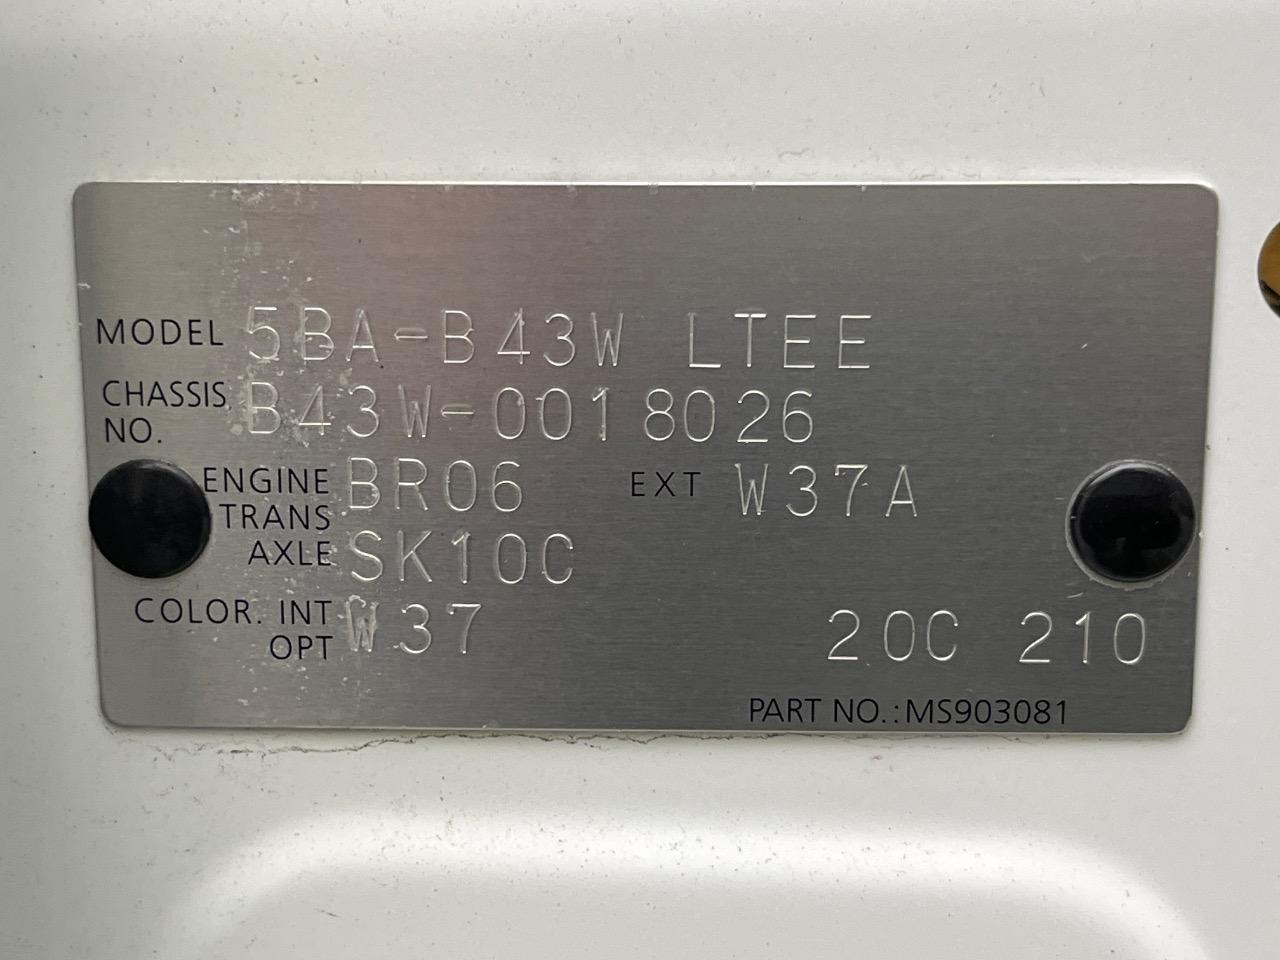 MODEL 5BA-B43W LTEE
CHASSIS NO. B43W-0018026
ENGINE BR06 EXT W37A
TRANS AXLE SK10C
COLOR. INT OPT W37 20C 210
PART NO.:MS903081